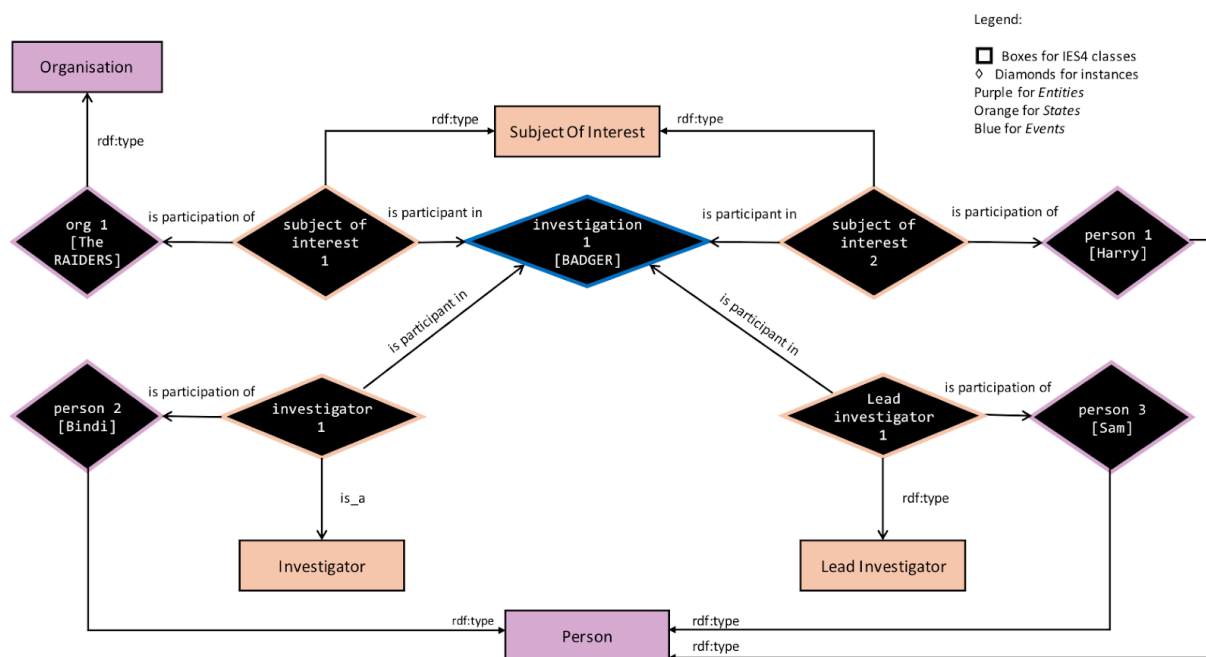 Legend:
Boxes for IES4 classes
◊ Diamonds for instances
Purple for Entities
Orange for States
Blue for Events
Organisation
rdf:type
rdf:type
Subject Of Interest
rdf:type
org 1
[The
RAIDERS]
is participation of
subject of
interest
1
is participant in
investigation
1
[BADGER]
is participant in
subject of
interest
2
is participation of
person 1
[Harry]
is participant in
is participant in
person 2
[Bindi]
is participation of
investigator
1
Lead
investigator
1
is participation of
person 3
[Sam]
is_a
rdf:type
Investigator
Lead Investigator
rdf:type
Person
rdf:type
rdf:type